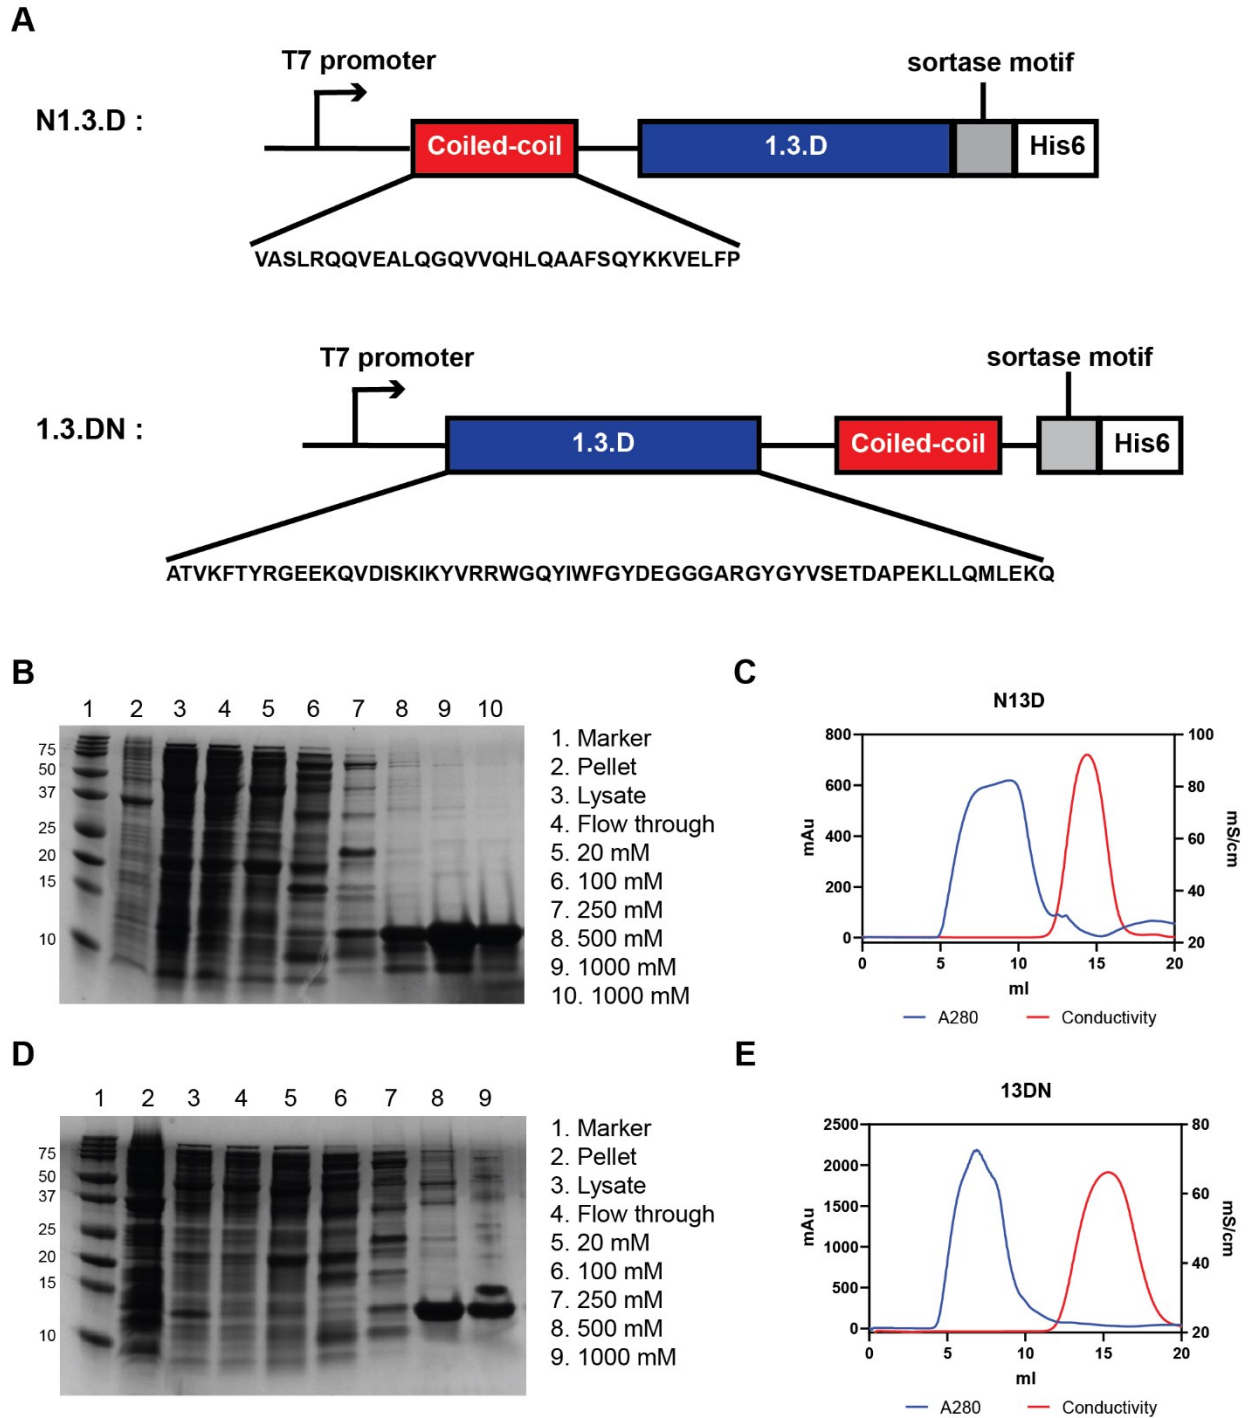 A
T7 promoter
sortase motif
N1.3.D :
Coiled-coil
1.3.D
His6
VASLRQQVEALQGQVVQHLQAAFSQYKKVELFP
T7 promoter
sortase motif
1.3.DN :
1.3.D
Coiled-coil
His6
ATVKFTYRGEEKQVDISKIKYVRRWGQYIWFGYDEGGGARGYGYVSETDAPEKLLQMLEKQ
B
1 2 3 4 5 6 7 8 9 10
75
50
37
25
20
15
10
1. Marker
2. Pellet
3. Lysate
4. Flow through
5. 20 mM
6. 100 mM
7. 250 mM
8. 500 mM
9. 1000 mM
10. 1000 mM
C
N13D
800
600
400
200
0
mAu
100
80
60
40
20
mS/cm
0 5 10 15 20
ml
A280 Conductivity
D
1 2 3 4 5 6 7 8 9
75
50
37
25
20
15
10
1. Marker
2. Pellet
3. Lysate
4. Flow through
5. 20 mM
6. 100 mM
7. 250 mM
8. 500 mM
9. 1000 mM
E
13DN
2500
2000
1500
1000
500
0
mAu
80
60
40
20
mS/cm
0 5 10 15 20
ml
A280 Conductivity